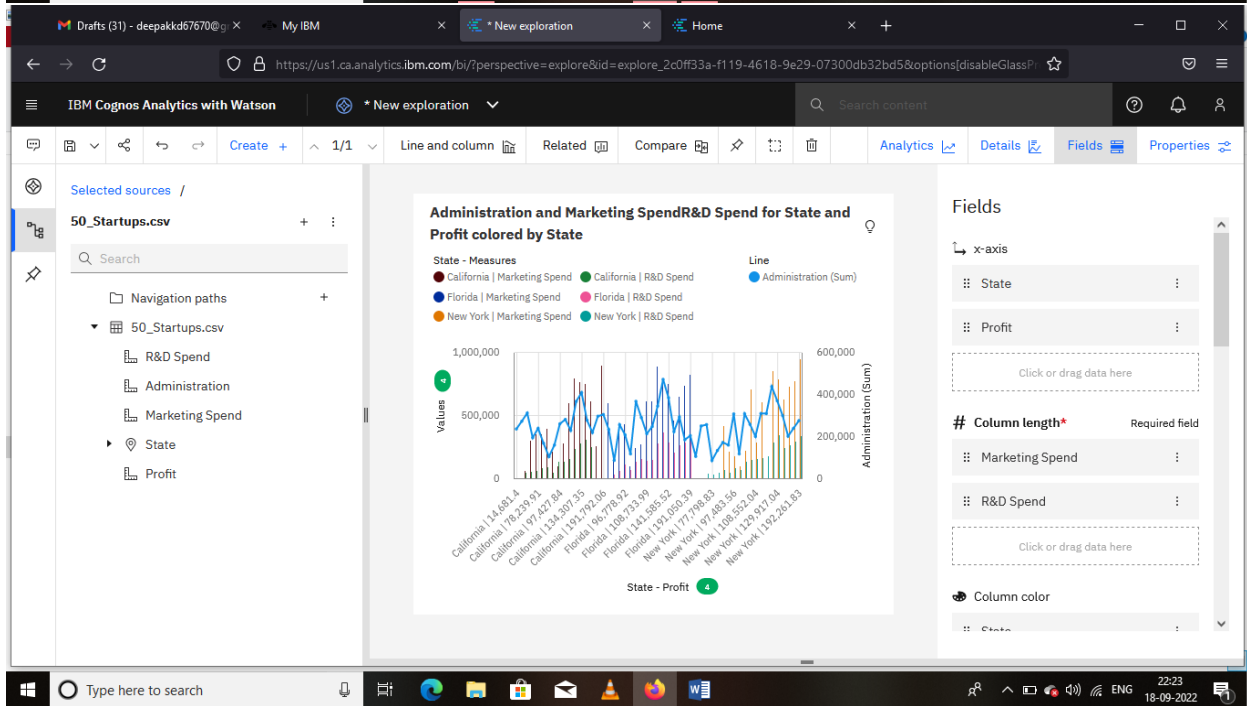 Drafts (31) - deepakkd67670@g
My IBM
* New exploration
Home
https://us1.ca.analytics.ibm.com/bi/?perspective=explore&id=explore_2c0ff33a-f119-4618-9e29-07300db32bd5&options[disableGlassPr
IBM Cognos Analytics with Watson
* New exploration
Search content
Create +
1/1
Line and column
Related
Compare
Analytics
Details
Fields
Properties
Selected sources /
50_Startups.csv
Search
Navigation paths
50_Startups.csv
R&D Spend
Administration
Marketing Spend
State
Profit
Administration and Marketing SpendR&D Spend for State and
Profit colored by State
State - Measures
Line
California | Marketing Spend
California | R&D Spend
Administration (Sum)
Florida | Marketing Spend
Florida | R&D Spend
New York | Marketing Spend
New York | R&D Spend
1,000,000
500,000
0
Values
4
600,000
400,000
200,000
0
Administration (Sum)
California | 14,681.4
California | 78,239.91
California | 97,427.84
California | 134,307.35
California | 191,792.06
Florida | 96,778.92
Florida | 108,733.99
Florida | 141,585.52
Florida | 191,050.39
New York | 77,798.83
New York | 97,483.56
New York | 108,552.04
New York | 129,917.04
New York | 192,261.83
State - Profit
4
Fields
x-axis
State
Profit
Click or drag data here
# Column length*
Required field
Marketing Spend
R&D Spend
Click or drag data here
Column color
State
Type here to search
ENG
22:23
18-09-2022
1